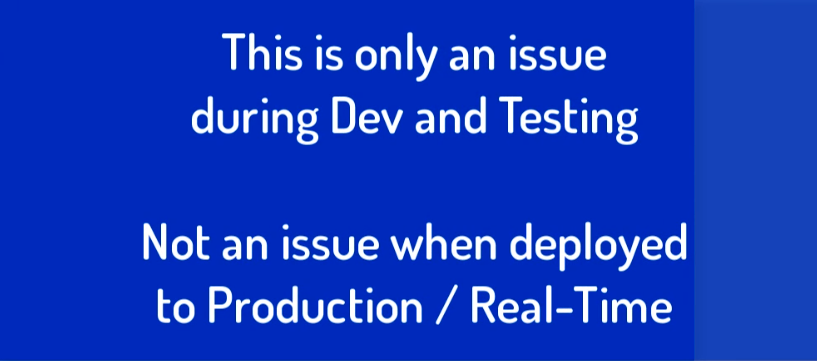 This is only an issue
during Dev and Testing
Not an issue when deployed
to Production / Real-Time